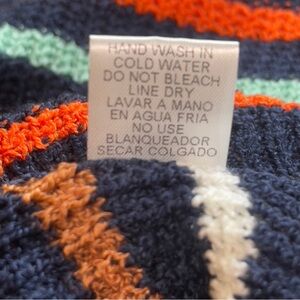 HAND WASH IN
COLD WATER
DO NOT BLEACH
LINE DRY
LAVAR A MANO
EN AGUA FRIA
NO USE
BLANQUEADOR
SECAR COLGADO